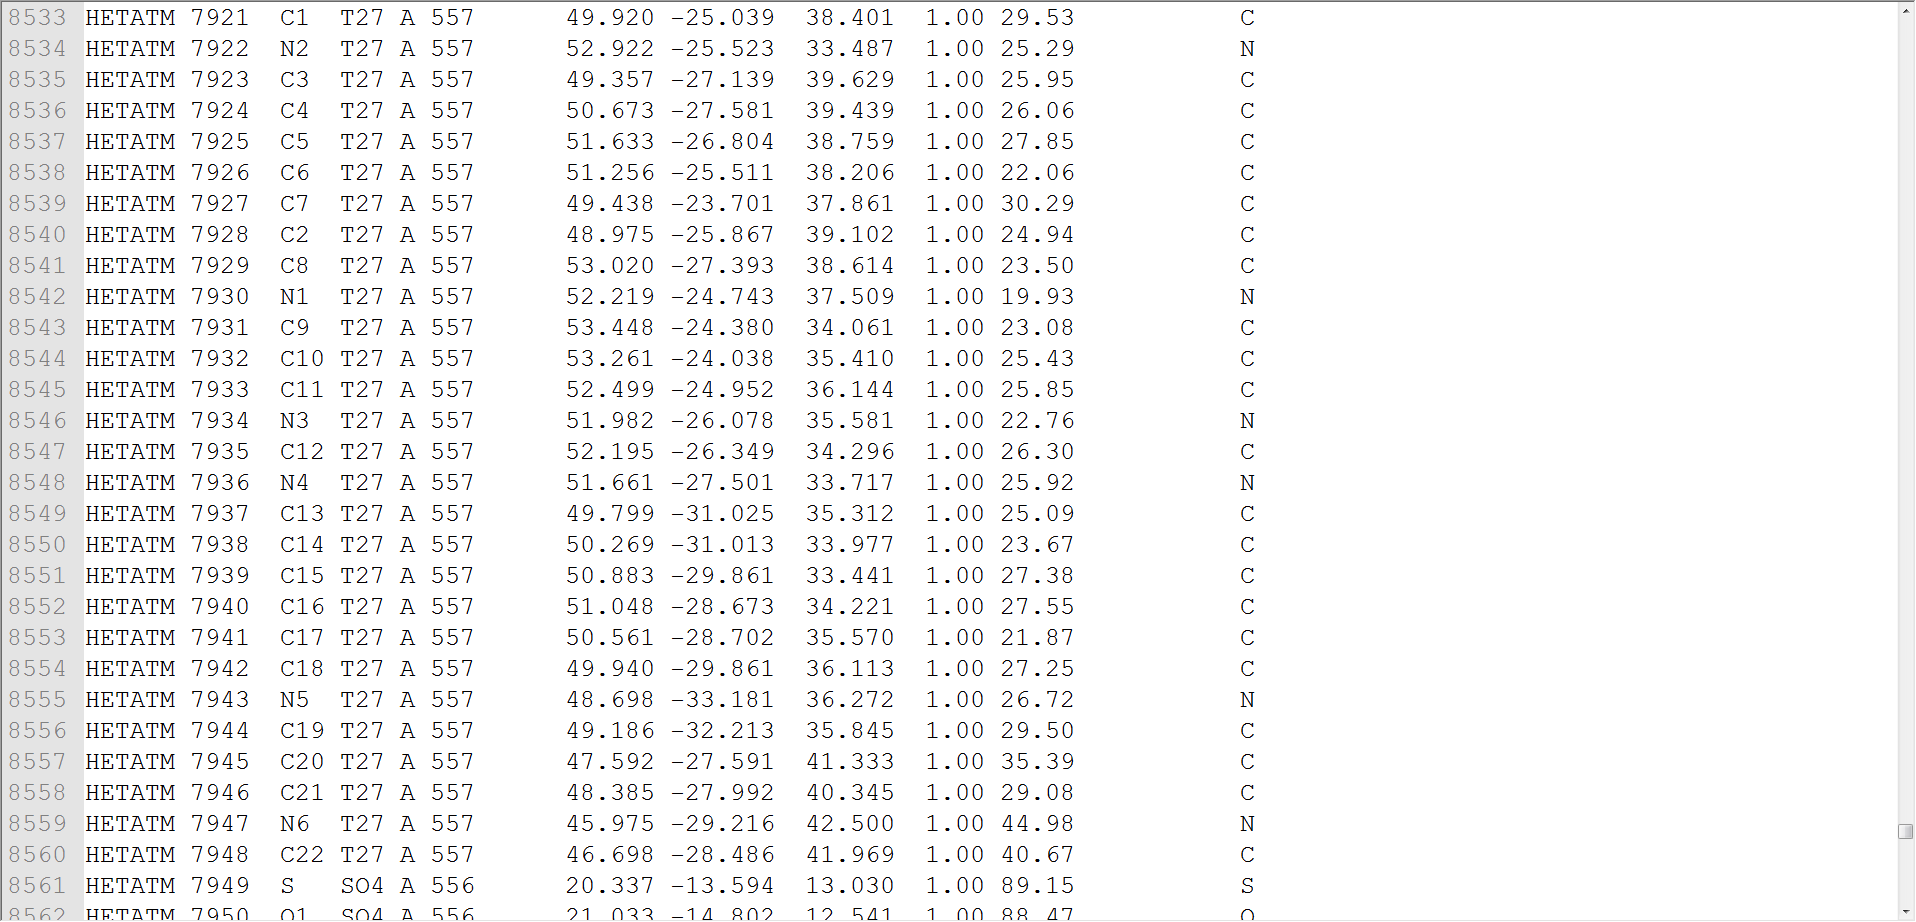 8533 HETATM 7921  C1  T27 A 557      49.920 -25.039  38.401  1.00 29.53           C
8534 HETATM 7922  N2  T27 A 557      52.922 -25.523  33.487  1.00 25.29           N
8535 HETATM 7923  C3  T27 A 557      49.357 -27.139  39.629  1.00 25.95           C
8536 HETATM 7924  C4  T27 A 557      50.673 -27.581  39.439  1.00 26.06           C
8537 HETATM 7925  C5  T27 A 557      51.633 -26.804  38.759  1.00 27.85           C
8538 HETATM 7926  C6  T27 A 557      51.256 -25.511  38.206  1.00 22.06           C
8539 HETATM 7927  C7  T27 A 557      49.438 -23.701  37.861  1.00 30.29           C
8540 HETATM 7928  C2  T27 A 557      48.975 -25.867  39.102  1.00 24.94           C
8541 HETATM 7929  C8  T27 A 557      53.020 -27.393  38.614  1.00 23.50           C
8542 HETATM 7930  N1  T27 A 557      52.219 -24.743  37.509  1.00 19.93           N
8543 HETATM 7931  C9  T27 A 557      53.448 -24.380  34.061  1.00 23.08           C
8544 HETATM 7932  C10 T27 A 557      53.261 -24.038  35.410  1.00 25.43           C
8545 HETATM 7933  C11 T27 A 557      52.499 -24.952  36.144  1.00 25.85           C
8546 HETATM 7934  N3  T27 A 557      51.982 -26.078  35.581  1.00 22.76           N
8547 HETATM 7935  C12 T27 A 557      52.195 -26.349  34.296  1.00 26.30           C
8548 HETATM 7936  N4  T27 A 557      51.661 -27.501  33.717  1.00 25.92           N
8549 HETATM 7937  C13 T27 A 557      49.799 -31.025  35.312  1.00 25.09           C
8550 HETATM 7938  C14 T27 A 557      50.269 -31.013  33.977  1.00 23.67           C
8551 HETATM 7939  C15 T27 A 557      50.883 -29.861  33.441  1.00 27.38           C
8552 HETATM 7940  C16 T27 A 557      51.048 -28.673  34.221  1.00 27.55           C
8553 HETATM 7941  C17 T27 A 557      50.561 -28.702  35.570  1.00 21.87           C
8554 HETATM 7942  C18 T27 A 557      49.940 -29.861  36.113  1.00 27.25           C
8555 HETATM 7943  N5  T27 A 557      48.698 -33.181  36.272  1.00 26.72           N
8556 HETATM 7944  C19 T27 A 557      49.186 -32.213  35.845  1.00 29.50           C
8557 HETATM 7945  C20 T27 A 557      47.592 -27.591  41.333  1.00 35.39           C
8558 HETATM 7946  C21 T27 A 557      48.385 -27.992  40.345  1.00 29.08           C
8559 HETATM 7947  N6  T27 A 557      45.975 -29.216  42.500  1.00 44.98           N
8560 HETATM 7948  C22 T27 A 557      46.698 -28.486  41.969  1.00 40.67           C
8561 HETATM 7949  S   SO4 A 556      20.337 -13.594  13.030  1.00 89.15           S
8562 HETATM 7950  O1  SO4 A 556      21.033 -14.802  12.541  1.00 88.47           O